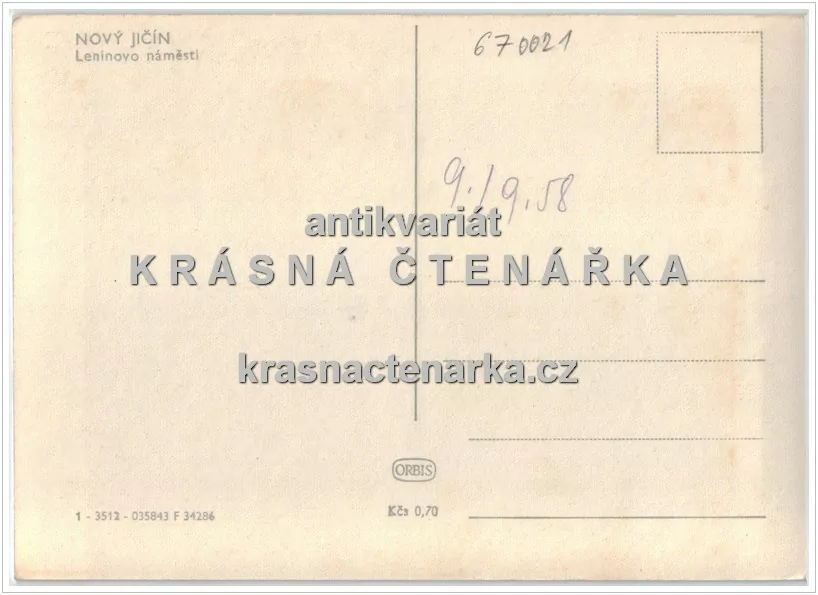 NOVÝ JIČÍN
Leninovo náměstí
670021
9./9.58
antikvariát
KRÁSNÁ ČTENÁŘKA
krasnactenarka.cz
ORBIS
1 - 3512 - 035843 F 34286
Kčs 0,70